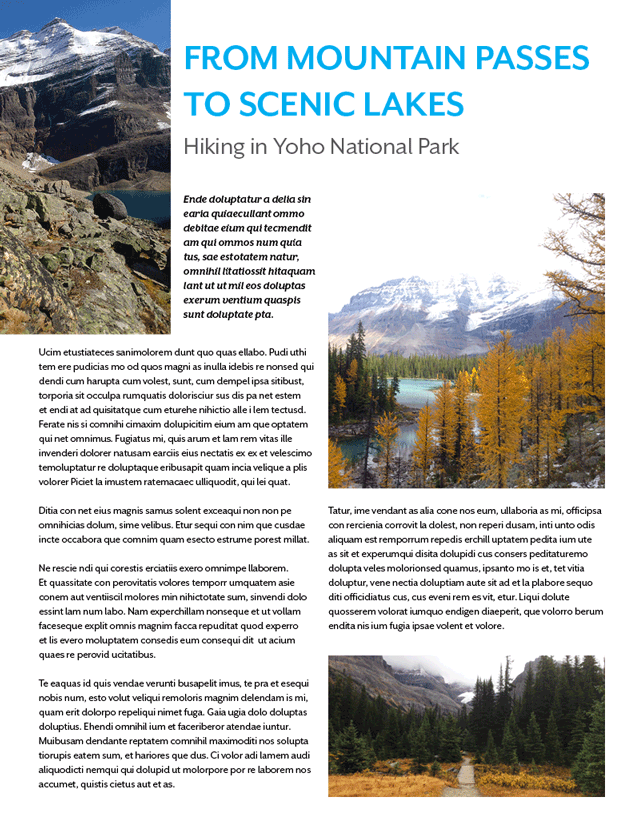 FROM MOUNTAIN PASSES
TO SCENIC LAKES
Hiking in Yoho National Park
Ende doluptatur a delia sin
earia quiaecullant ommo
debitae eium qui tecmendit
am qui ommos num quia
tus, sae estotatem natur,
omnihil litatiossit hitaquam
lant ut ut mil eos doluptas
exerum ventium quaspis
sunt doluptate pta.
Ucim etustiateces sanimolorem dunt quo quas ellabo. Pudi uthi
tem ere pudicias mo od quos magni as inulla idebis re nonsed qui
dendi cum harupta cum volest, sunt, cum dempel ipsa sitibust,
torporia sit occulpa rumquatis dolorisciur sus dis pa net estem
et endi at ad quisitatque cum eturehe nihictio alle i lem tectusd.
Ferate nis si comnihi cimaxim dolupicitim eium am que optatem
qui net omnimus. Fugiatus mi, quis arum et lam rem vitas ille
invenderi dolorer natusam earciis eius nectatis ex ex et velescimo
temoluptatur re doluptaque eribusapit quam incia velique a plis
volorer Piciet la imustem ratemacaec ulliquodit, qui lei quat.
Ditia con net eius magnis samus solent exceaqui non non pe
omnihicias dolum, sime velibus. Etur sequi con nim que cusdae
incte occabora que comnim quam esecto estrume porest millat.
Ne rescie ndi qui corestis erciatiis exero omnimpe llaborem.
Et quassitate con perovitatis volores temporr umquatem asie
conem aut ventiiscil molores min nihictotate sum, sinvendi dolo
essint lam num labo. Nam experchillam nonseque et ut vollam
faceseque explit omnis magnim facca repuditat quod experro
et lis evero moluptatem consedis eum consequi dit ut acium
quaes re perovid ucitatibus.
Te eaquas id quis vendae verunti busapelit imus, te pra et esequi
nobis num, esto volut veliqui remoloris magnim delendam is mi,
quam erit dolorpo repeliqui nimet fuga. Gaia ugia dolo doluptas
doluptius. Ehendi omnihil ium et faceriberor atendae iuntur.
Muibusam dendante reptatem comnihil maximoditi nos solupta
tiorupis eatem sum, et hariores que dus. Ci volor adi lamem audi
aliquodicti nemqui qui dolupid ut molorpore por re laborem nos
accumet, quistis cietus aut et as.
Tatur, ime vendant as alia cone nos eum, ullaboria as mi, officipsa
con rercienia corrovit la dolest, non reperi dusam, inti unto odis
aliquam est remporrum repedis erchill uptatem pedita ium ute
as sit et experumqui disita dolupidi cus consers peditaturemo
dolupta veles molorionsed quamus, ipsanto mo is et, tet vitia
doluptur, vene nectia doluptiam aute sit ad et la plabore sequo
diti officidiatus cus, cus eveni rem es vit, etur. Liqui dolute
quosserem volorat iumquo endigen diaeperit, que volorro berum
endita nis ium fugia ipsae volent et volore.